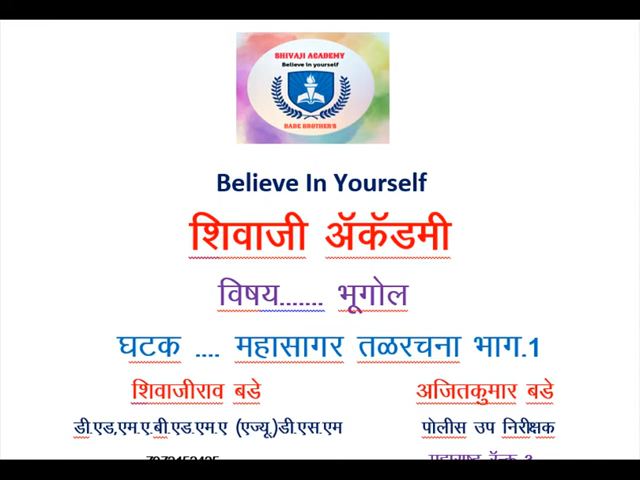 SHIVAJI ACADEMY
Believe In yourself
BADE BROTHER'S
Believe In Yourself
शिवाजी ॲकॅडमी
विषय....... भूगोल
घटक .... महासागर तळरचना भाग.1
शिवाजीराव बडे अजितकुमार बडे
डी.एड,एम.ए.बी.एड.एम.ए (एज्यू.)डी.एस.एम पोलीस उप निरीक्षक